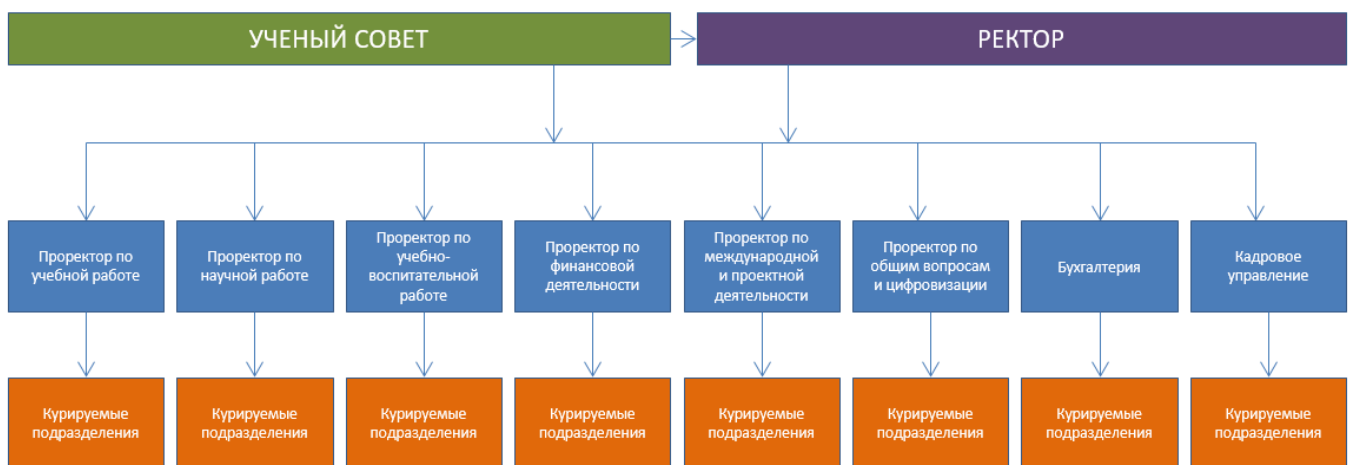 УЧЕНЫЙ СОВЕТ
РЕКТОР
Проректор по
учебной работе
Проректор по
научной работе
Проректор по
учебно-
воспитательной
работе
Проректор по
финансовой
деятельности
Проректор по
международной
и проектной
деятельности
Проректор по
общим вопросам
и цифровизации
Бухгалтерия
Кадровое
управление
Курируемые
подразделения
Курируемые
подразделения
Курируемые
подразделения
Курируемые
подразделения
Курируемые
подразделения
Курируемые
подразделения
Курируемые
подразделения
Курируемые
подразделения